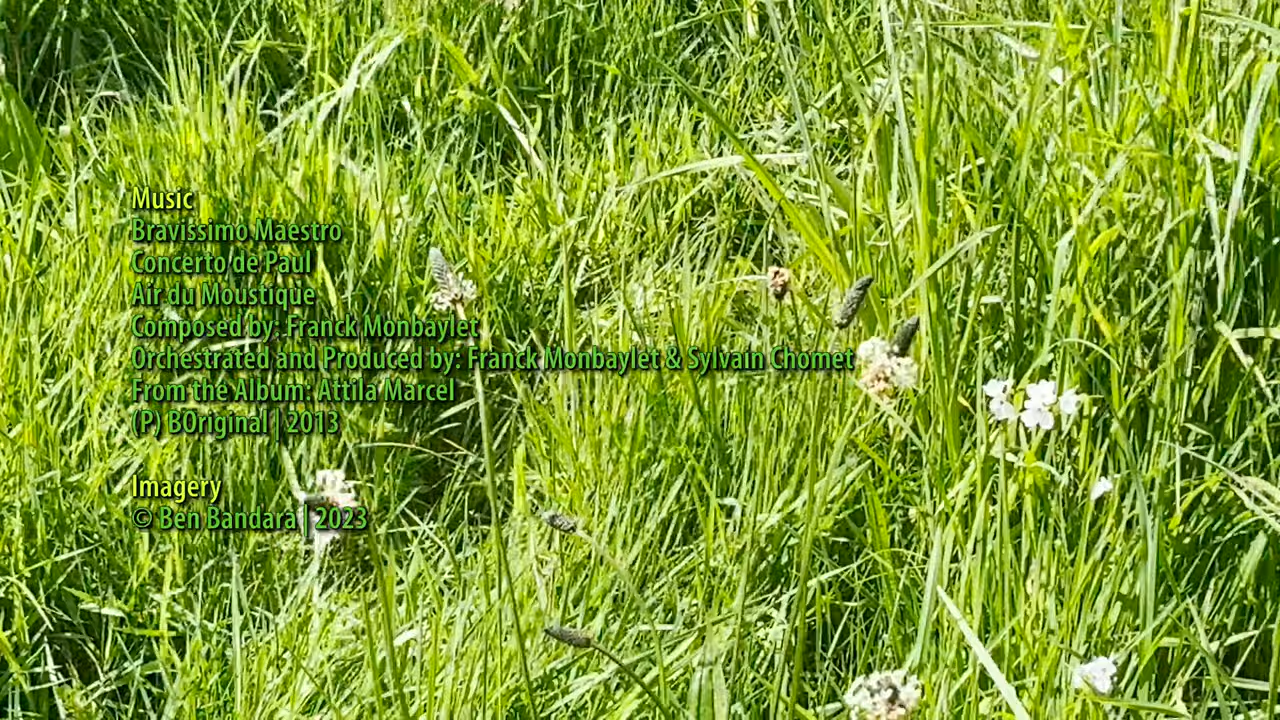 Music
Bravissimo Maestro
Concerto de Paul
Air du Moustique
Composed by: Franck Monbaylet
Orchestrated and Produced by: Franck Monbaylet & Sylvain Chomet
From the Album: Attila Marcel
(P) BOriginal | 2013
Imagery
© Ben Bandara | 2023